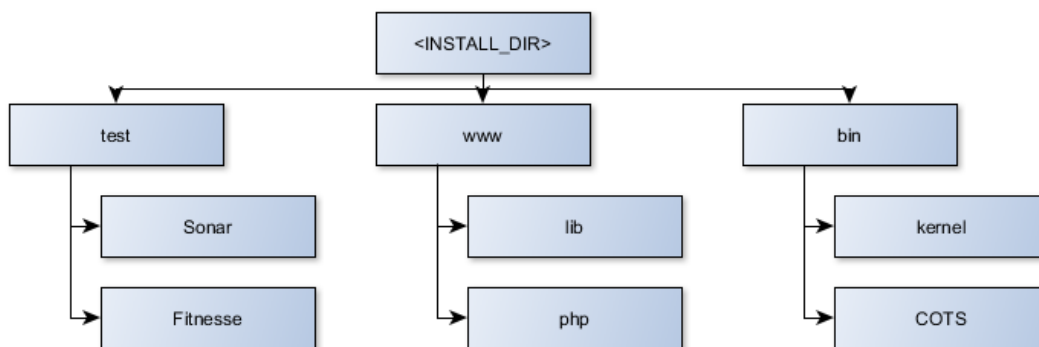 <INSTALL_DIR>
test
www
bin
Sonar
lib
kernel
Fitnesse
php
COTS